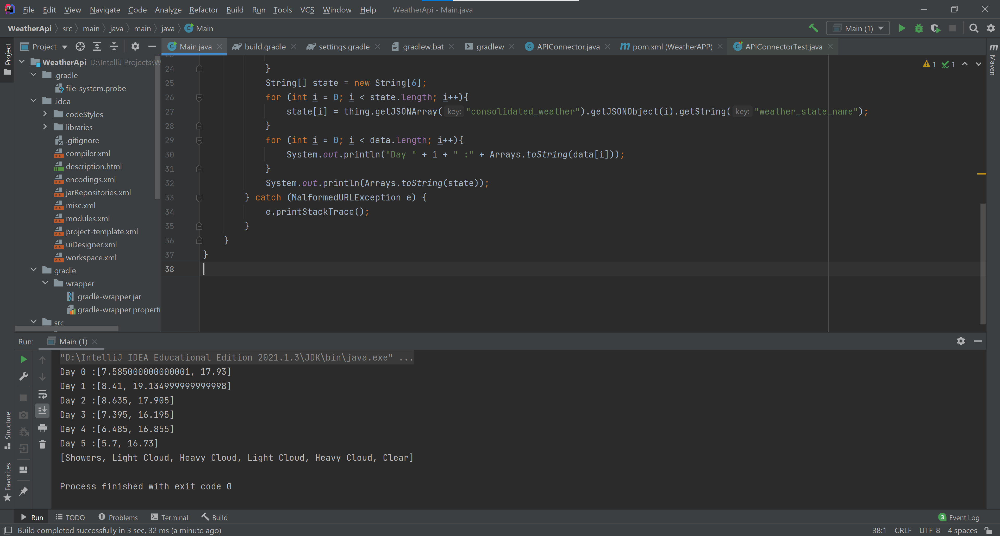 File Edit View Navigate Code Analyze Refactor Build Run Tools VCS Window Help WeatherApi - Main.java
WeatherApi src main java main java Main
Main (1)
Project
Main.java build.gradle settings.gradle gradlew.bat gradlew APIConnector.java pom.xml (WeatherAPP) APIConnectorTest.java
Project
Maven
WeatherApi D:\IntelliJ Projects\W
.gradle
file-system.probe
.idea
codeStyles
libraries
.gitignore
compiler.xml
description.html
encodings.xml
jarRepositories.xml
misc.xml
modules.xml
project-template.xml
uiDesigner.xml
workspace.xml
gradle
wrapper
gradle-wrapper.jar
gradle-wrapper.properti
src
1 1
24 }
25 String[] state = new String[6];
26 for (int i = 0; i < state.length; i++){
27 state[i] = thing.getJSONArray( key: "consolidated_weather").getJSONObject(i).getString( key: "weather_state_name");
28 }
29 for (int i = 0; i < data.length; i++){
30 System.out.println("Day " + i + " :" + Arrays.toString(data[i]));
31 }
32 System.out.println(Arrays.toString(state));
33 } catch (MalformedURLException e) {
34 e.printStackTrace();
35 }
36 }
37 }
38
Run: Main (1)
"D:\IntelliJ IDEA Educational Edition 2021.1.3\JDK\bin\java.exe" ...
Day 0 :[7.585000000000001, 17.93]
Day 1 :[8.41, 19.134999999999998]
Day 2 :[8.635, 17.905]
Day 3 :[7.395, 16.195]
Day 4 :[6.485, 16.855]
Day 5 :[5.7, 16.73]
[Showers, Light Cloud, Heavy Cloud, Light Cloud, Heavy Cloud, Clear]
Process finished with exit code 0
Structure
Favorites
Run TODO Problems Terminal Build 3 Event Log
Build completed successfully in 3 sec, 32 ms (a minute ago) 38:1 CRLF UTF-8 4 spaces